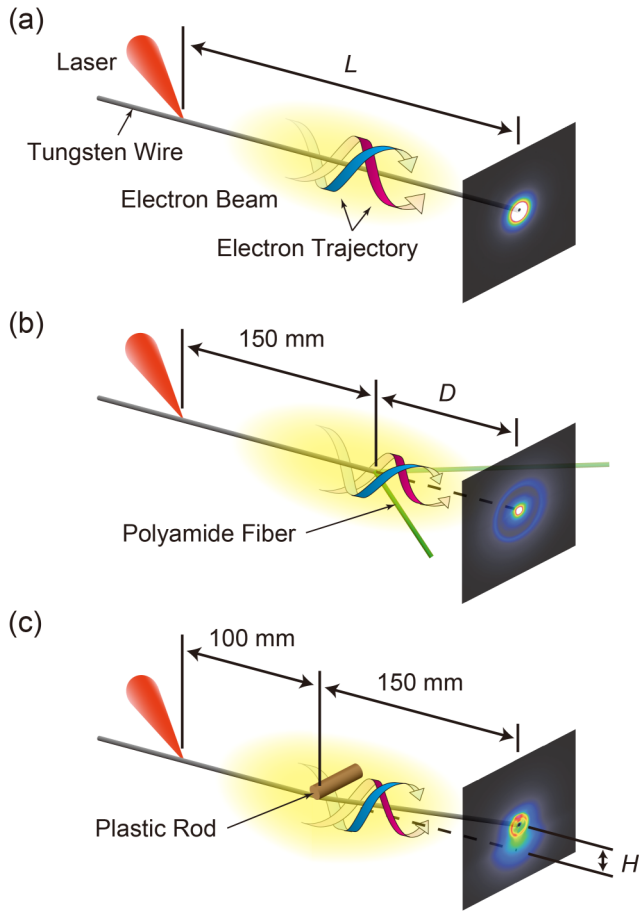 (a)
Laser
L
Tungsten Wire
Electron Beam
Electron Trajectory
(b)
150 mm
D
Polyamide Fiber
(c)
100 mm
150 mm
Plastic Rod
H